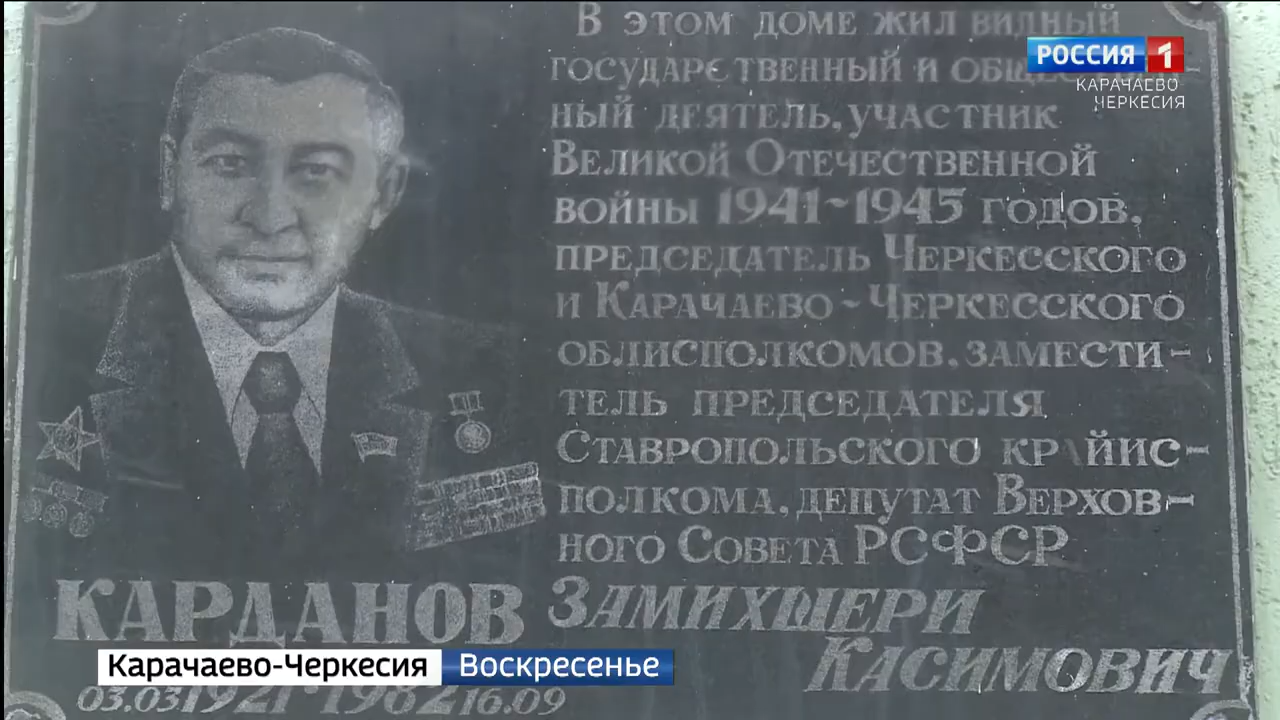 В этом доме жил видный
государственный и обществен-
ный деятель, участник
Великой Отечественной
войны 1941~1945 годов,
председатель Черкесского
и Карачаево-Черкесского
облисполкомов, замести-
тель председателя
Ставропольского крайис-
полкома, депутат Верхов-
ного Совета РСФСР
КАРДАНОВ ЗАМИХШЕРИ
КАСИМОВИЧ
03.03 1921 - 1982 16.09
РОССИЯ 1
КАРАЧАЕВО
ЧЕРКЕСИЯ
Карачаево-Черкесия Воскресенье